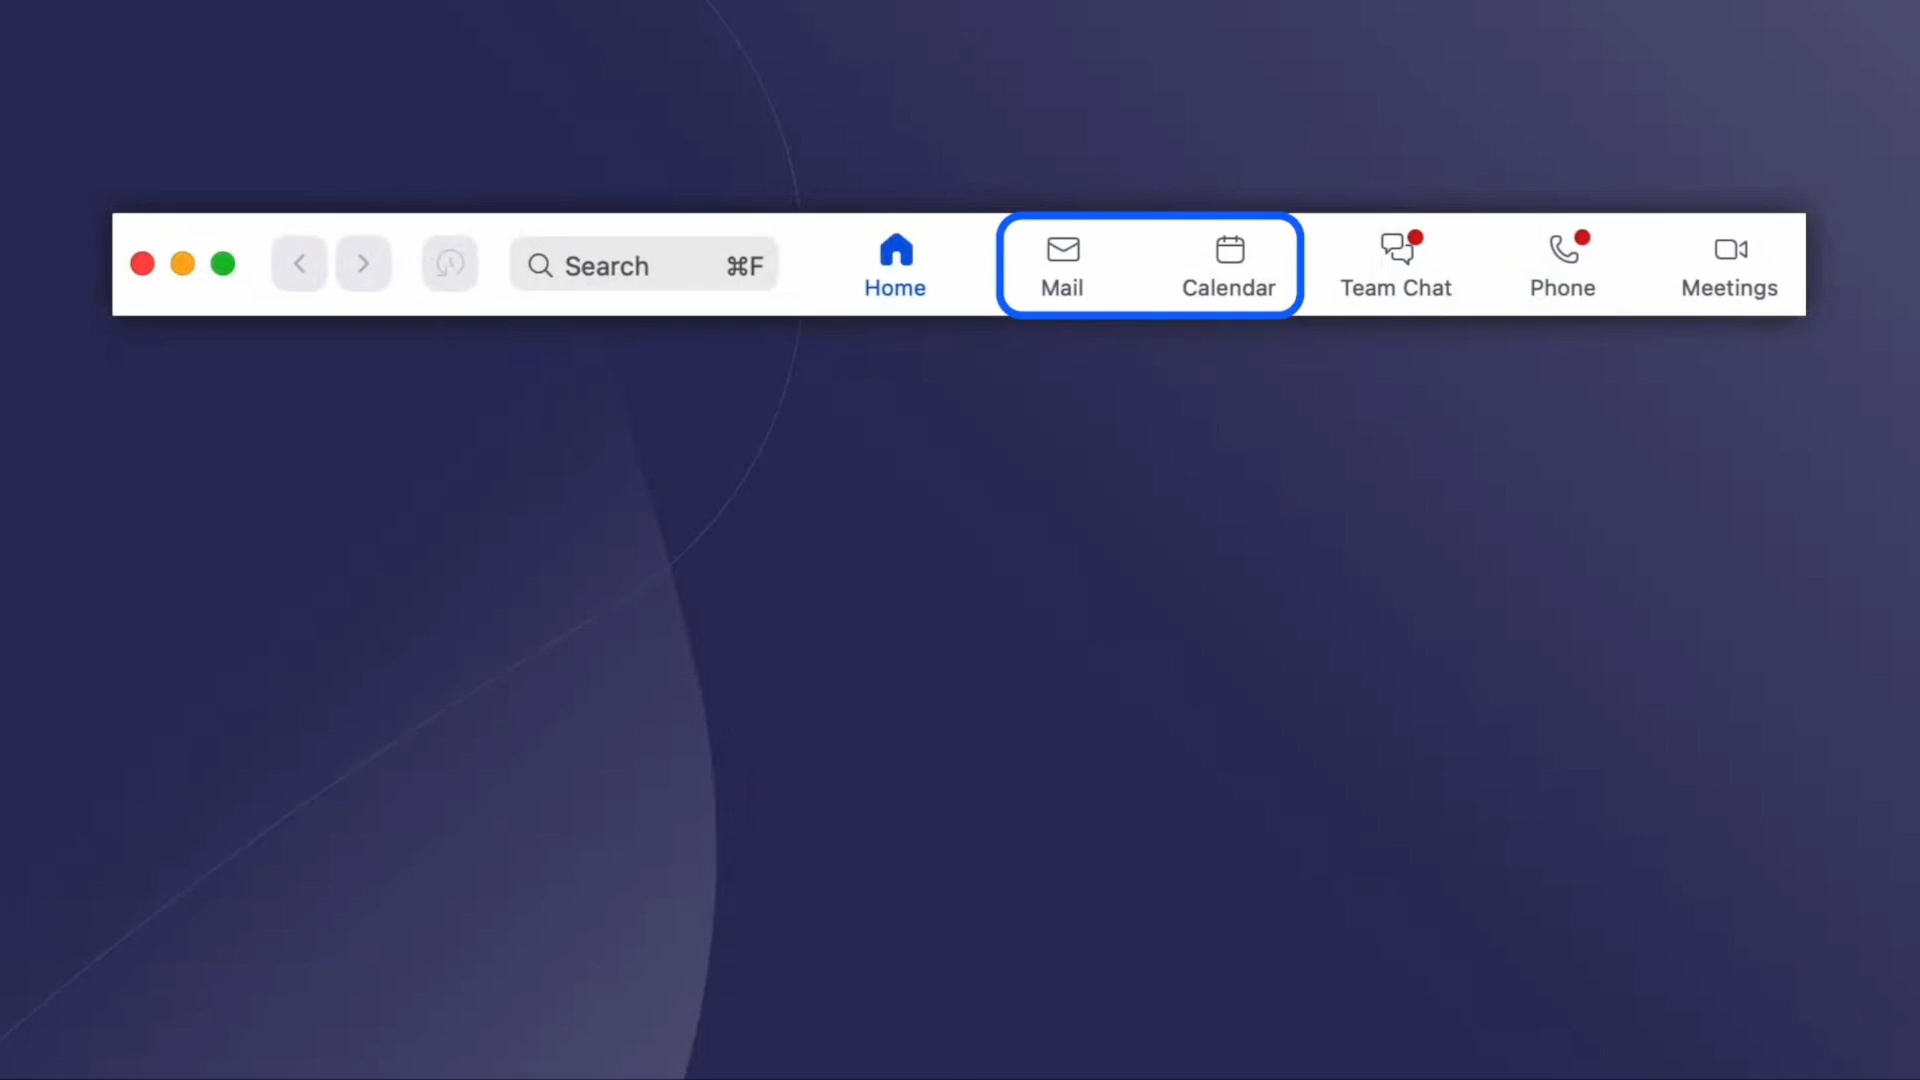 Search ⌘F
Home
Mail
Calendar
Team Chat
Phone
Meetings